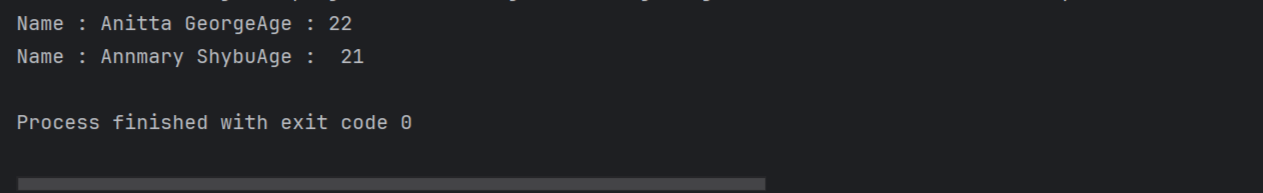 Name : Anitta GeorgeAge : 22
Name : Annmary ShybuAge :  21
Process finished with exit code 0